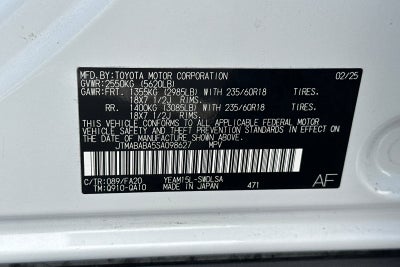 MFD. BY:TOYOTA MOTOR CORPORATION 02/25
GVWR:2550KG (5620LB)
GAWR:FRT. 1355KG (2985LB) WITH 235/60R18 TIRES.
18X7 1/2J RIMS.
RR. 1400KG (3085LB) WITH 235/60R18 TIRES.
18X7 1/2J RIMS.
THIS VEHICLE CONFORMS TO ALL APPLICABLE FEDERAL MOTOR
VEHICLE SAFETY AND THEFT PREVENTION STANDARDS IN EFFECT ON
THE DATE OF MANUFACTURE SHOWN ABOVE.
JTMABABA5SA098627 MPV
C/TR:089/FA20 YEAM15L-SWDLSA
TM:Q910-QA10 MADE IN JAPAN 471 AF